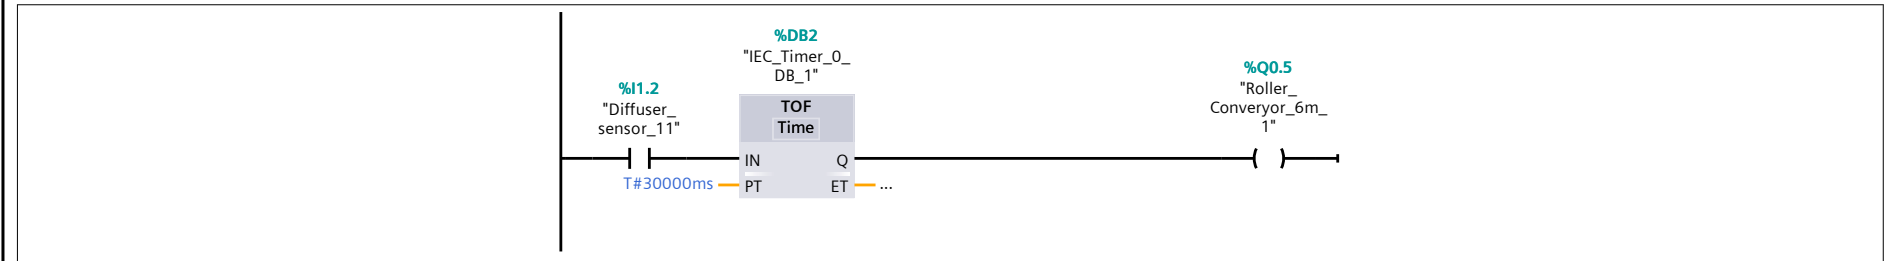 %DB2
"IEC_Timer_0_
DB_1"
%I1.2
"Diffuser_
sensor_11"
TOF
Time
IN
Q
T#30000ms
PT
ET
...
%Q0.5
"Roller_
Converyor_6m_
1"